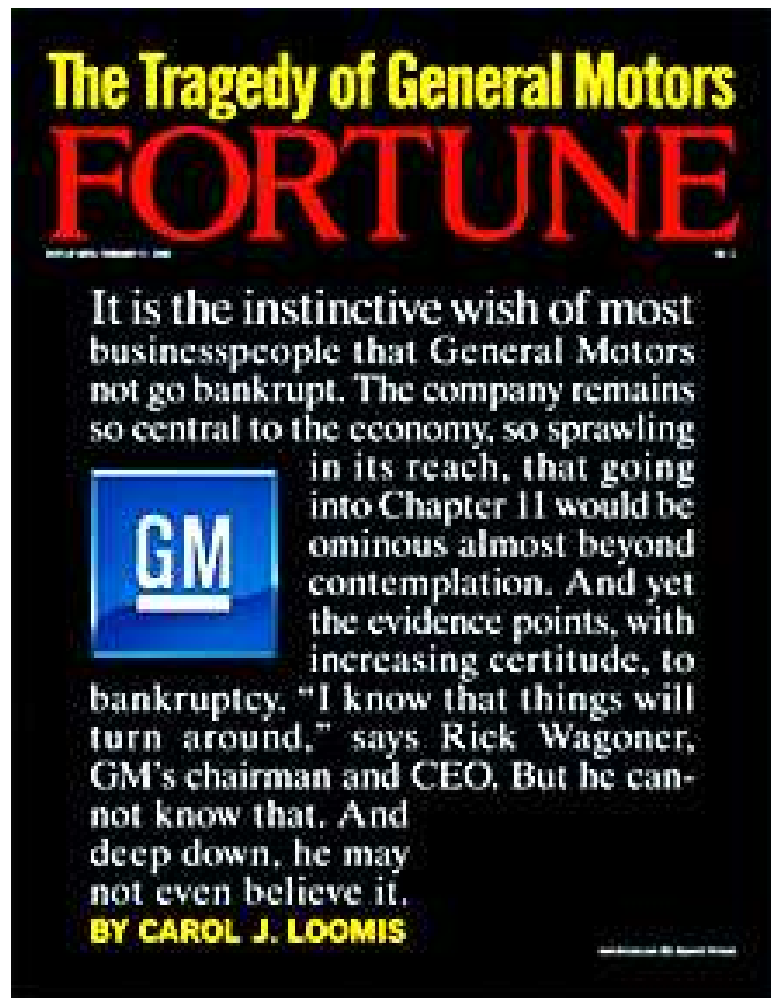 The Tragedy of General Motors
FORTUNE
It is the instinctive wish of most
businesspeople that General Motors
not go bankrupt. The company remains
so central to the economy, so sprawling
in its reach, that going
into Chapter 11 would be
ominous almost beyond
contemplation. And yet
the evidence points, with
increasing certitude, to
GM
bankruptcy. “I know that things will
turn around,” says Rick Wagoner,
GM’s chairman and CEO. But he can-
not know that. And
deep down, he may
not even believe it.
BY CAROL J. LOOMIS